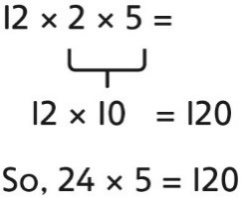 12 × 2 × 5 =
12 × 10 = 120
So, 24 × 5 = 120